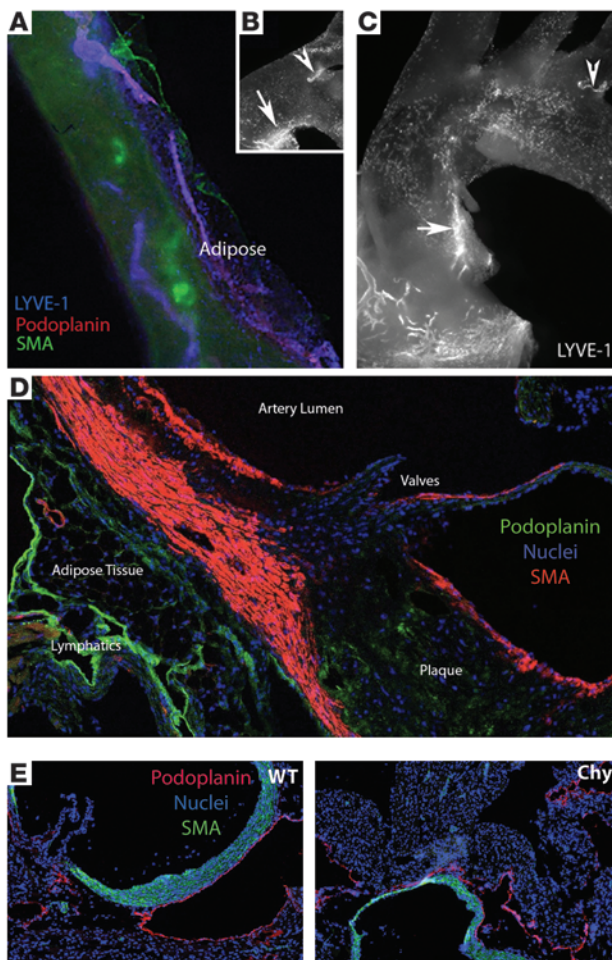 A
B
C
Adipose
LYVE-1
Podoplanin
SMA
LYVE-1
D
Artery Lumen
Valves
Podoplanin
Nuclei
SMA
Adipose Tissue
Lymphatics
Plaque
E
Podoplanin WT
Nuclei
SMA
Chy